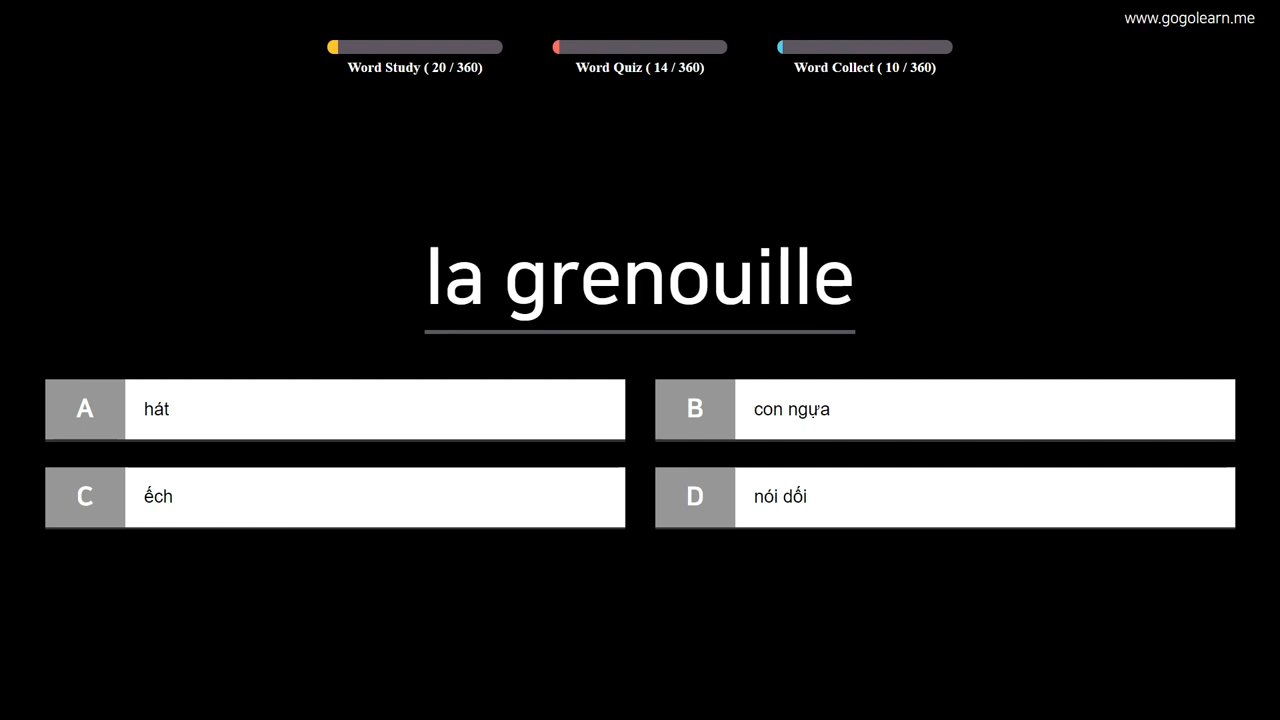 www.gogolearn.me
Word Study ( 20 / 360)
Word Quiz ( 14 / 360)
Word Collect ( 10 / 360)
la grenouille
A hát
B con ngựa
C ếch
D nói dối